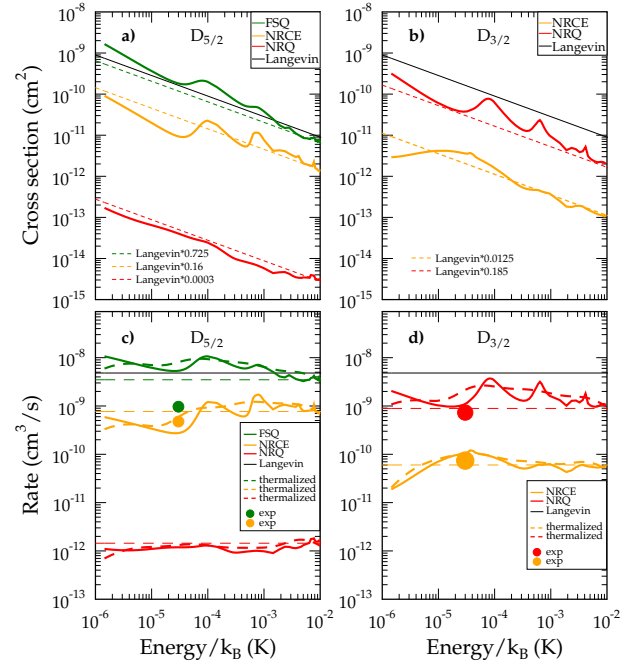 a)
D5/2
FSQ
NRCE
NRQ
Langevin
b)
D3/2
NRCE
NRQ
Langevin
Cross section (cm²)
10⁻⁸
10⁻⁹
10⁻¹⁰
10⁻¹¹
10⁻¹²
10⁻¹³
10⁻¹⁴
10⁻¹⁵
Langevin*0.725
Langevin*0.16
Langevin*0.0003
Langevin*0.0125
Langevin*0.185
c)
D5/2
d)
D3/2
Rate (cm³/s)
10⁻⁷
10⁻⁸
10⁻⁹
10⁻¹⁰
10⁻¹¹
10⁻¹²
10⁻¹³
FSQ
NRCE
NRQ
Langevin
thermalized
thermalized
thermalized
exp
exp
NRCE
NRQ
Langevin
thermalized
thermalized
exp
exp
10⁻⁶ 10⁻⁵ 10⁻⁴ 10⁻³ 10⁻²
10⁻⁶ 10⁻⁵ 10⁻⁴ 10⁻³ 10⁻²
Energy/kB (K)
Energy/kB (K)